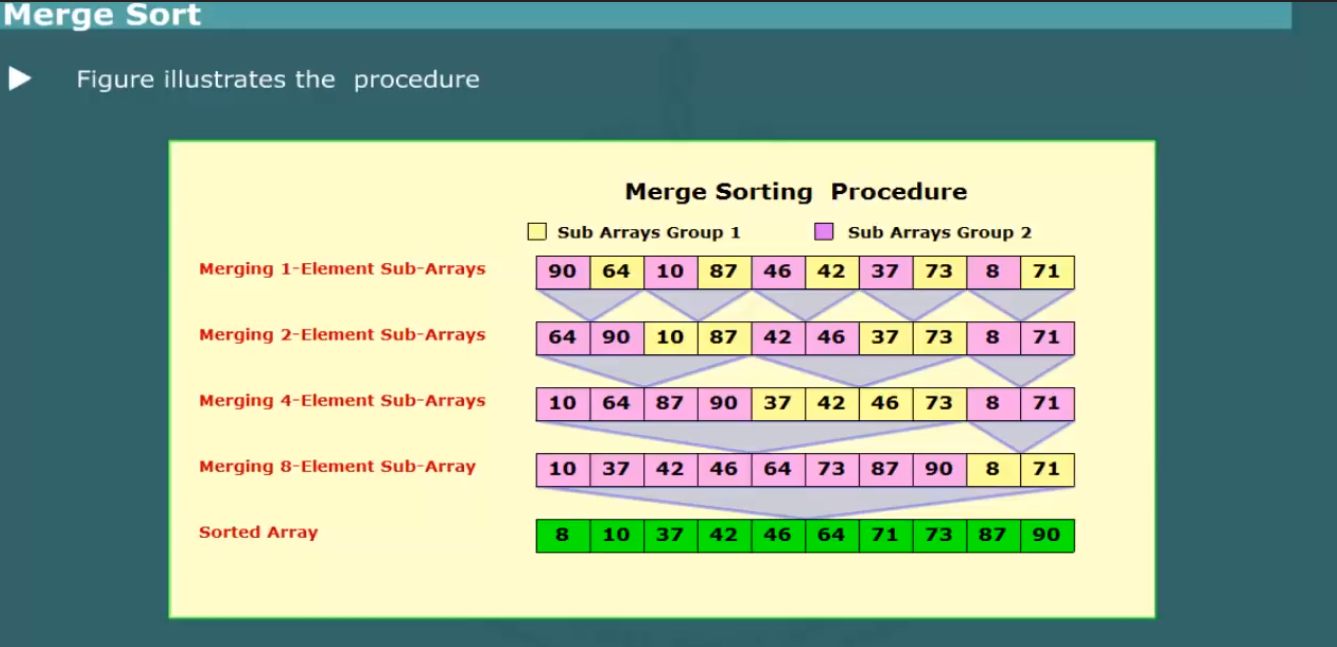 Merge Sort
Figure illustrates the procedure
Merge Sorting Procedure
Sub Arrays Group 1 Sub Arrays Group 2
Merging 1-Element Sub-Arrays 90 64 10 87 46 42 37 73 8 71
Merging 2-Element Sub-Arrays 64 90 10 87 42 46 37 73 8 71
Merging 4-Element Sub-Arrays 10 64 87 90 37 42 46 73 8 71
Merging 8-Element Sub-Array 10 37 42 46 64 73 87 90 8 71
Sorted Array 8 10 37 42 46 64 71 73 87 90